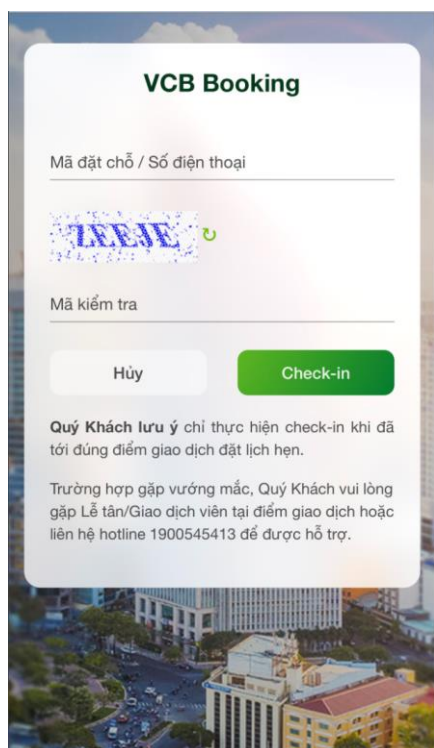 VCB Booking
Mã đặt chỗ / Số điện thoại
Mã kiểm tra
Hủy
Check-in
Quý Khách lưu ý chỉ thực hiện check-in khi đã
tới đúng điểm giao dịch đặt lịch hẹn.
Trường hợp gặp vướng mắc, Quý Khách vui lòng
gặp Lễ tân/Giao dịch viên tại điểm giao dịch hoặc
liên hệ hotline 1900545413 để được hỗ trợ.